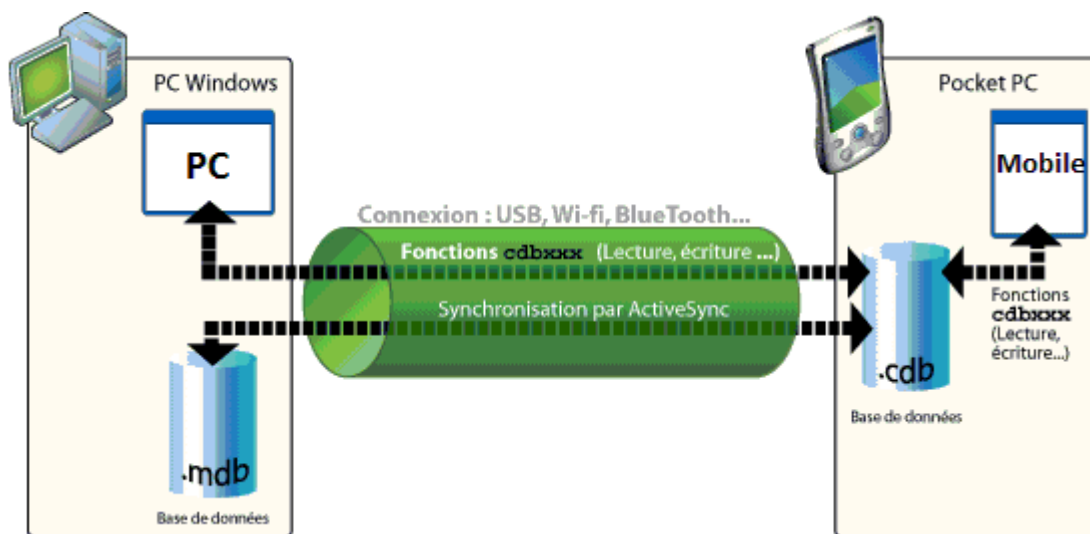 PC Windows
PC
.mdb
Base de données
Connexion : USB, Wi-fi, BlueTooth...
Fonctions cdbxxx (Lecture, écriture ...)
Synchronisation par ActiveSync
Pocket PC
Mobile
.cdb
Base de données
Fonctions
cdbxxx
(Lecture,
écriture...)